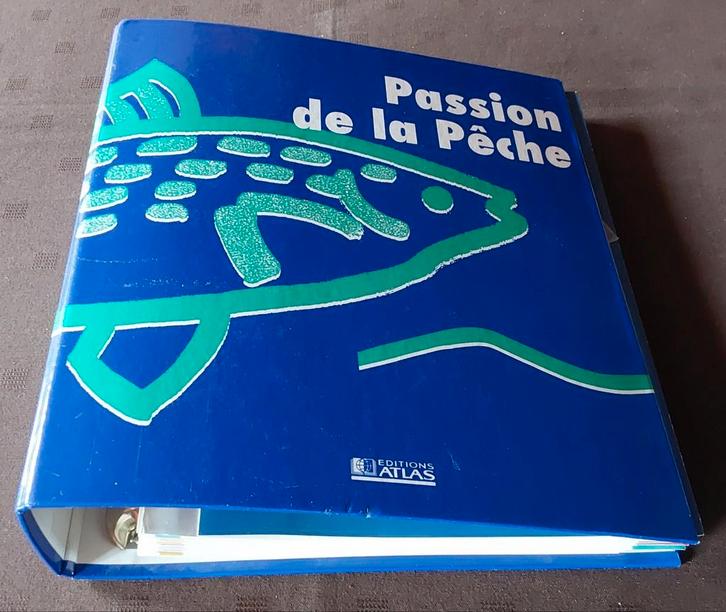 Passion
de la Pêche
EDITIONS
ATLAS